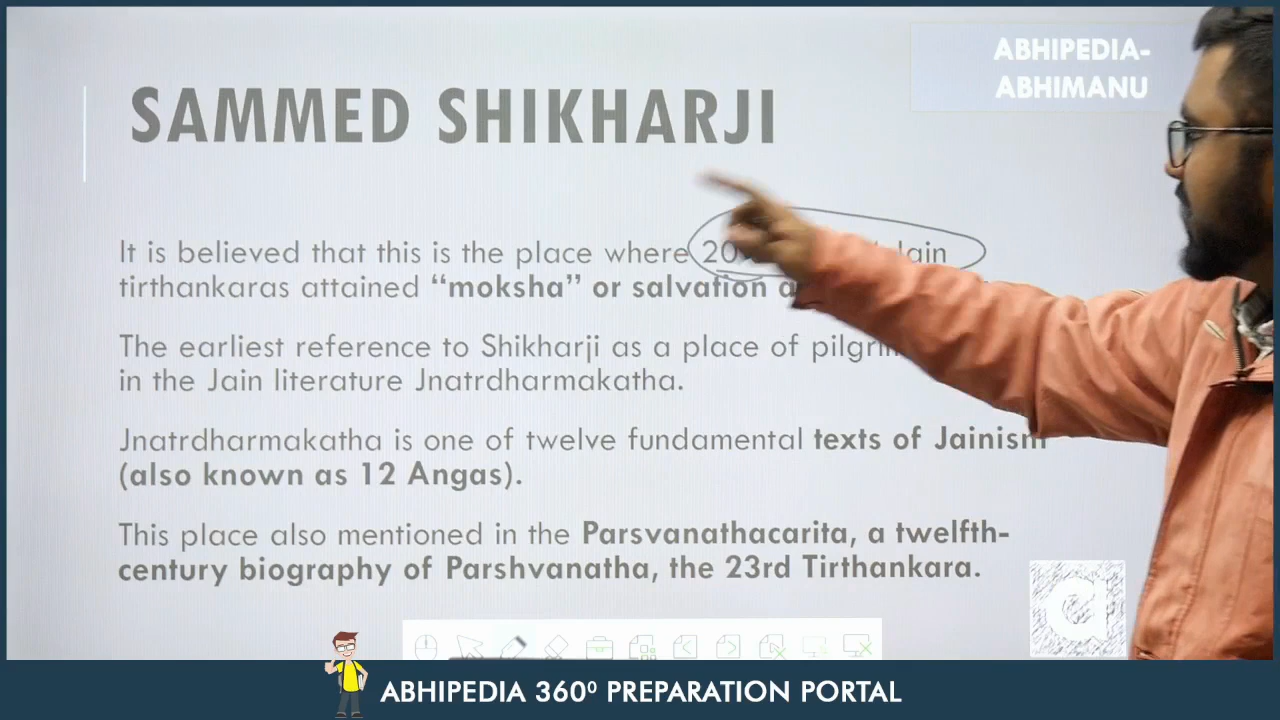 ABHIPEDIA-
ABHIMANU
SAMMED SHIKHARJI
It is believed that this is the place where 20 Jain
tirthankaras attained “moksha” or salvation
The earliest reference to Shikharji as a place of
in the Jain literature Jnatrdharmakatha.
Jnatrdharmakatha is one of twelve fundamental texts of Jainism
(also known as 12 Angas).
This place also mentioned in the Parsvanathacarita, a twelfth-
century biography of Parshvanatha, the 23rd Tirthankara.
a
ABHIPEDIA 360⁰ PREPARATION PORTAL